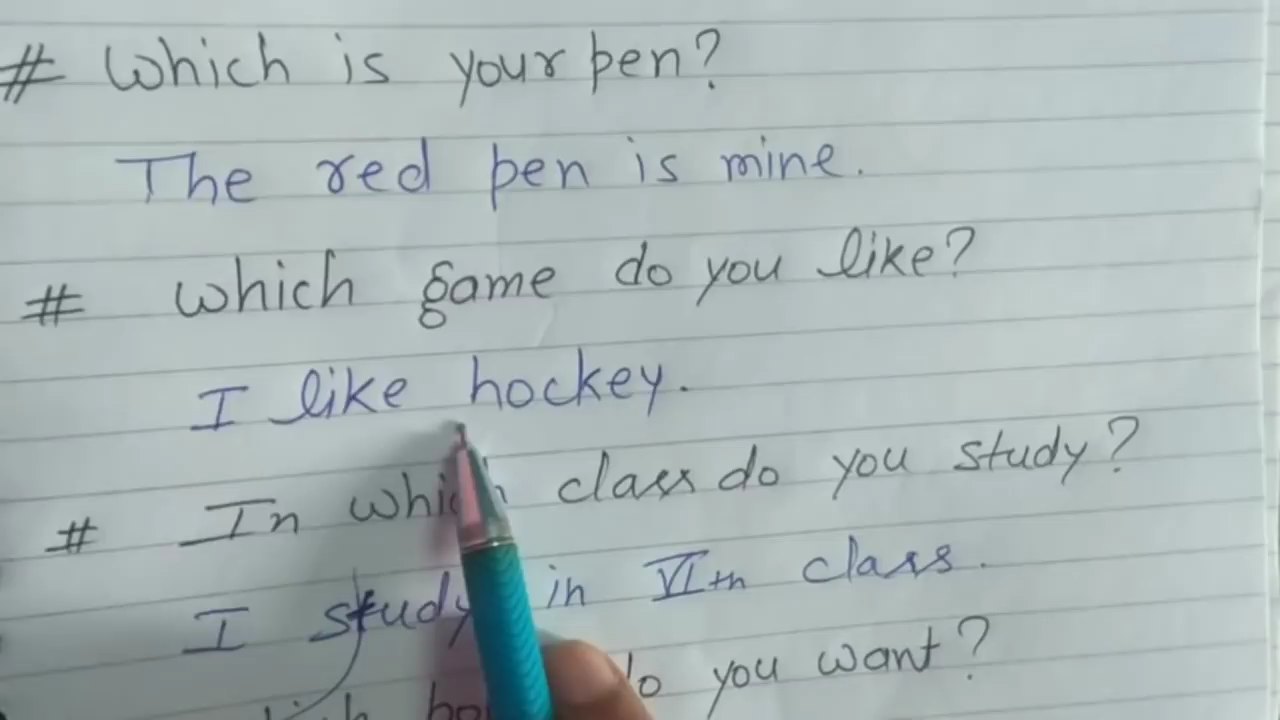 # Which is your pen?
The red pen is mine.
# which game do you like?
I like hockey.
# In which class do you study?
I study in VIth class.
do you want?